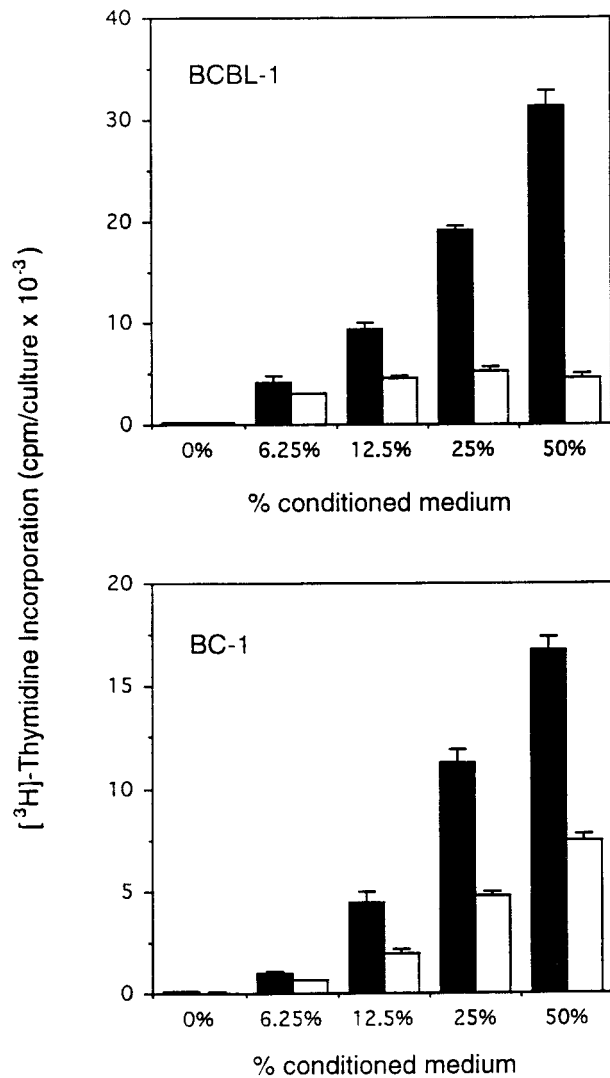 [³H]-Thymidine Incorporation (cpm/culture x 10⁻³)
40
BCBL-1
30
20
10
0
0% 6.25% 12.5% 25% 50%
% conditioned medium
20
BC-1
15
10
5
0
0% 6.25% 12.5% 25% 50%
% conditioned medium